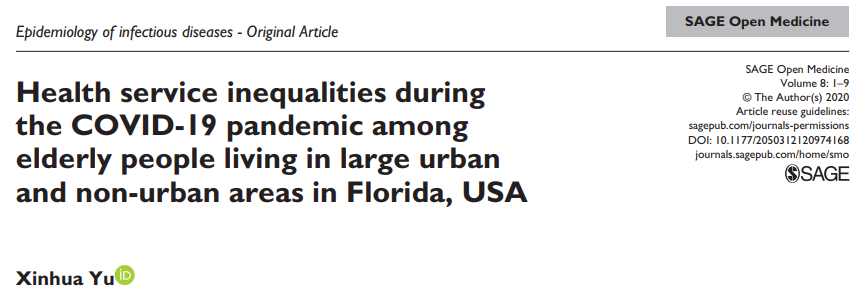 SAGE Open Medicine
Epidemiology of infectious diseases - Original Article
Health service inequalities during
the COVID-19 pandemic among
elderly people living in large urban
and non-urban areas in Florida, USA
SAGE Open Medicine
Volume 8: 1–9
© The Author(s) 2020
Article reuse guidelines:
sagepub.com/journals-permissions
DOI: 10.1177/2050312120974168
journals.sagepub.com/home/smo
SSAGE
Xinhua Yu iD